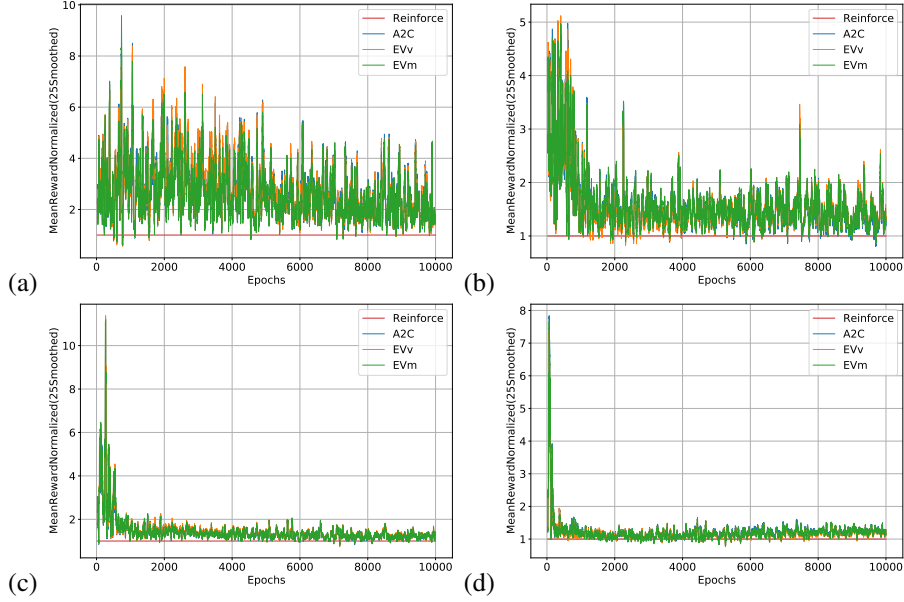 MeanRewardNormalized(25Smoothed)
10
8
6
4
2
0
2000
4000
6000
8000
10000
Epochs
Reinforce
A2C
EVv
EVm
(a)
MeanRewardNormalized(25Smoothed)
5
4
3
2
1
0
2000
4000
6000
8000
10000
Epochs
Reinforce
A2C
EVv
EVm
(b)
MeanRewardNormalized(25Smoothed)
10
8
6
4
2
0
2000
4000
6000
8000
10000
Epochs
Reinforce
A2C
EVv
EVm
(c)
MeanRewardNormalized(25Smoothed)
8
7
6
5
4
3
2
1
0
2000
4000
6000
8000
10000
Epochs
Reinforce
A2C
EVv
EVm
(d)